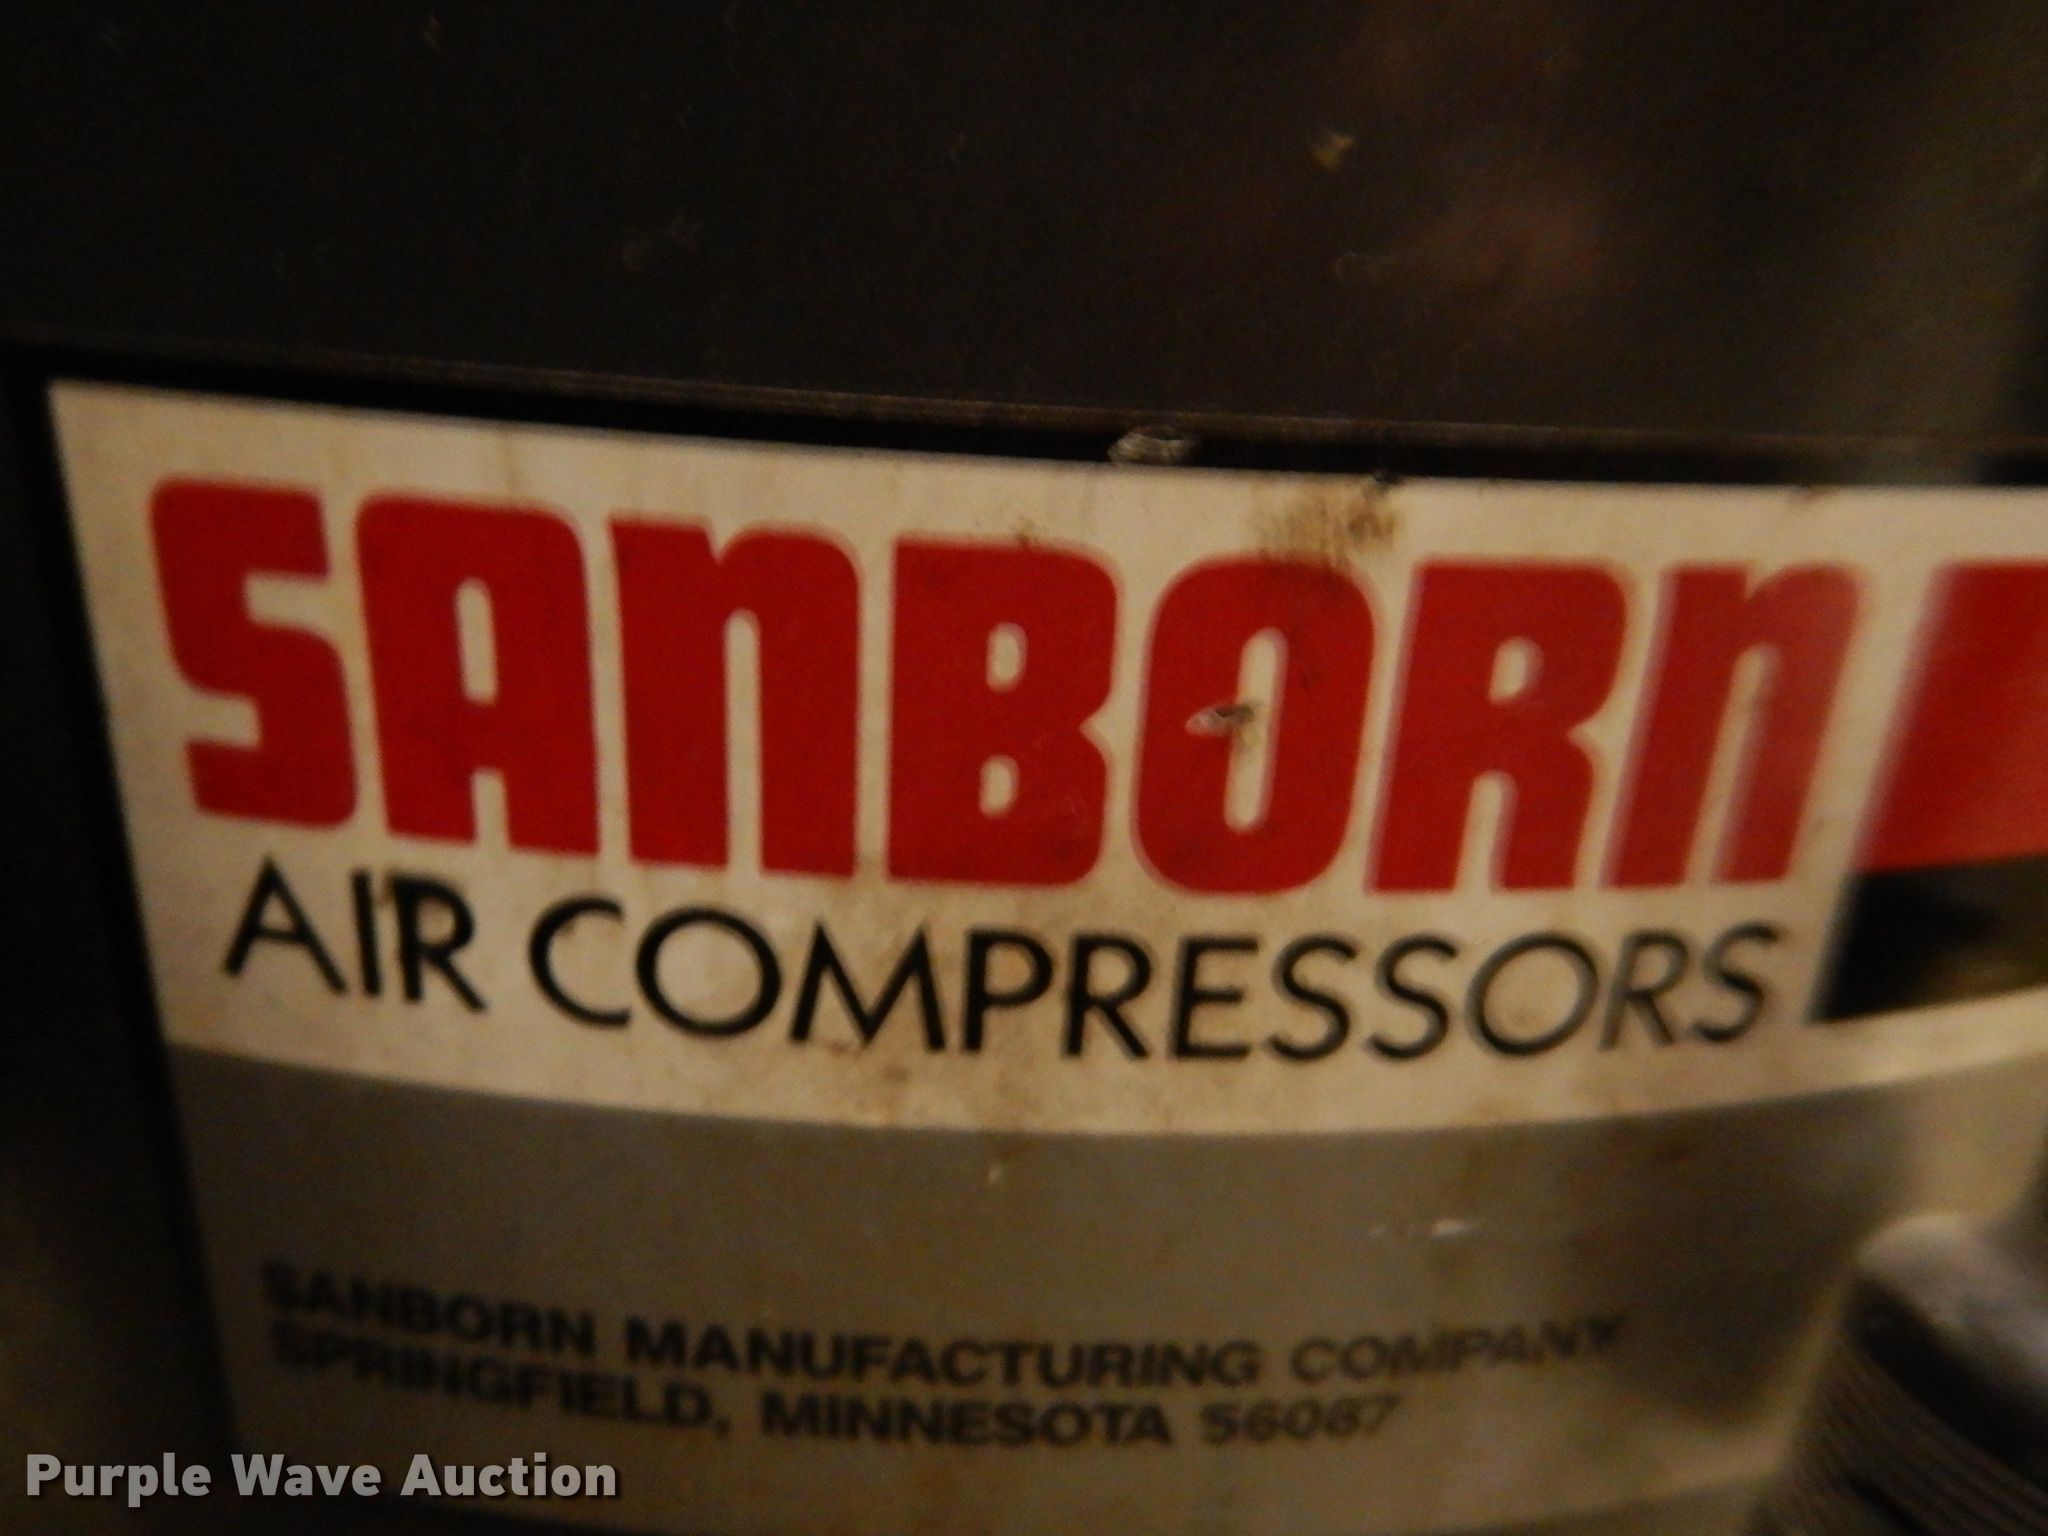 SANBORN
AIR COMPRESSORS
SANBORN MANUFACTURING COMPANY
SPRINGFIELD, MINNESOTA 56087
Purple Wave Auction